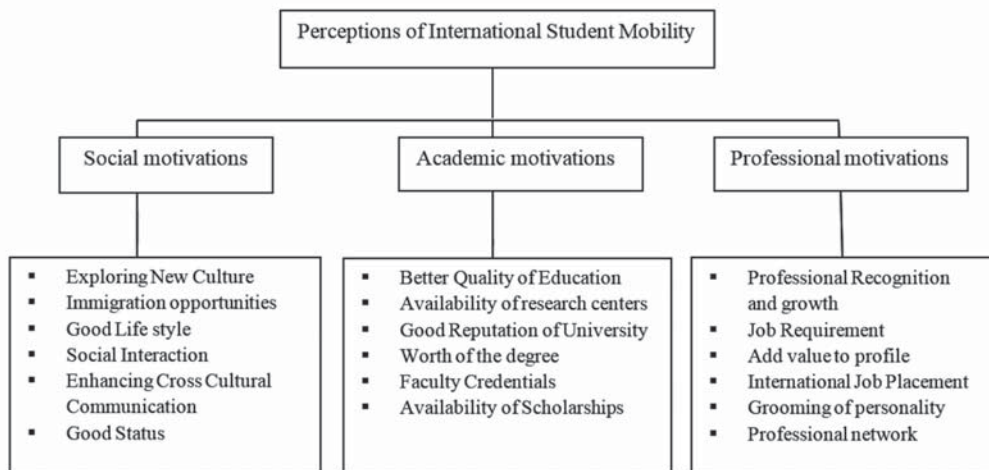 Perceptions of International Student Mobility
Social motivations
Academic motivations
Professional motivations
▪ Exploring New Culture
▪ Immigration opportunities
▪ Good Life style
▪ Social Interaction
▪ Enhancing Cross Cultural
Communication
▪ Good Status
▪ Better Quality of Education
▪ Availability of research centers
▪ Good Reputation of University
▪ Worth of the degree
▪ Faculty Credentials
▪ Availability of Scholarships
▪ Professional Recognition
and growth
▪ Job Requirement
▪ Add value to profile
▪ International Job Placement
▪ Grooming of personality
▪ Professional network